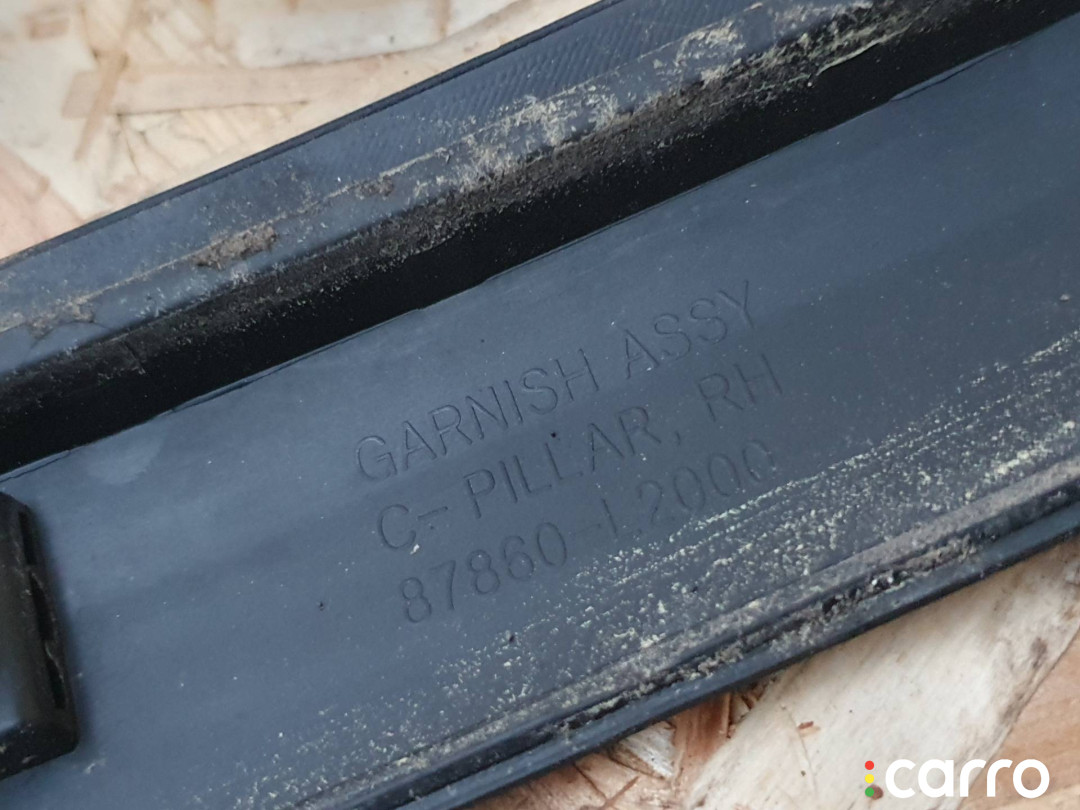 GARNISH ASSY
C-PILLAR, RH
87860-L2000
carro